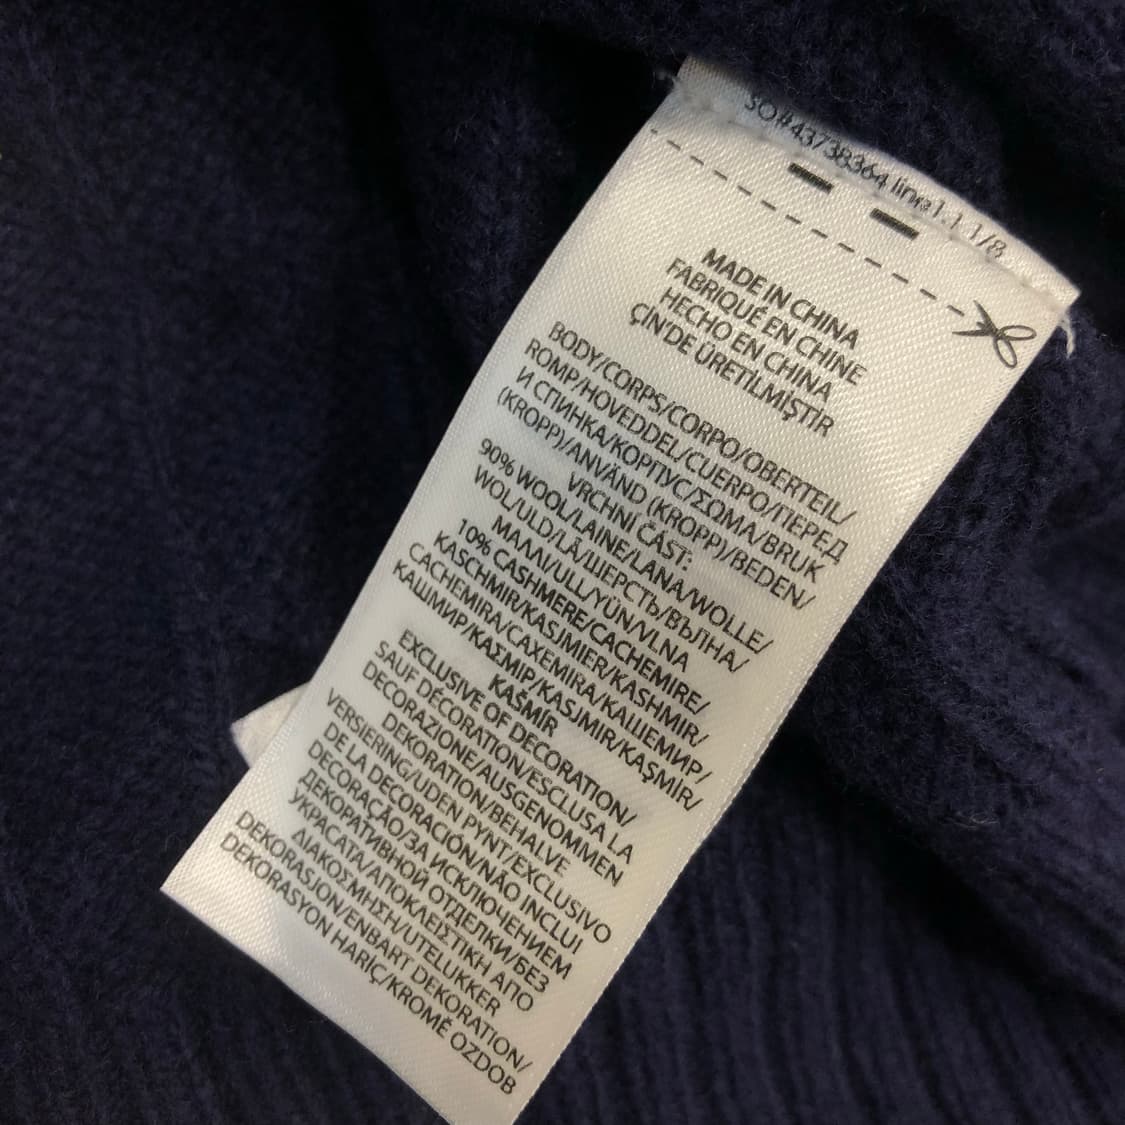 SO#43738364 line1.1 1/8
MADE IN CHINA
FABRIQUÉ EN CHINE
HECHO EN CHINA
ÇİN'DE ÜRETİLMİŞTİR
BODY/CORPS/CORPO/OBERTEIL/
ROMP/HOVEDDEL/CUERPO/ПЕРЕД
И СПИНКА/КОРПУС/ΣΩΜΑ/BRUK
(KROPP)/ANVÄND (KROPP)/BEDEN/
VRCHNÍ ČÁST:
90% WOOL/LAINE/LANA/WOLLE/
WOL/ULD/LÃ/ШЕРСТЬ/ВЪЛНА/
ΜΑΛΛΙ/ULL/YÜN/VLNA
10% CASHMERE/CACHEMIRE/
KASCHMIR/KASJMIER/KASHMIR/
CACHEMIRA/CAXEMIRA/КАШЕМИР/
КАШМИР/ΚΑΣΜΙΡ/KASJMIR/KAŞMİR/
KAŠMÍR
EXCLUSIVE OF DECORATION/
SAUF DÉCORATION/ESCLUSA LA
DECORAZIONE/AUSGENOMMEN
DEKORATION/BEHALVE
VERSIERING/UDEN PYNT/EXCLUSIVO
DE LA DECORACIÓN/NÃO INCLUI
DECORAÇÃO/ЗА ИСКЛЮЧЕНИЕМ
ДЕКОРАТИВНОЙ ОТДЕЛКИ/БЕЗ
УКРАСАТА/ΑΠΟΚΛΕΙΣΤΙΚΗ ΑΠΟ
ΔΙΑΚΟΣΜΗΣΗ/UTELUKKER
DEKORASJON/ENBART DEKORATION/
DEKORASYON HARİÇ/KROMĚ OZDOB